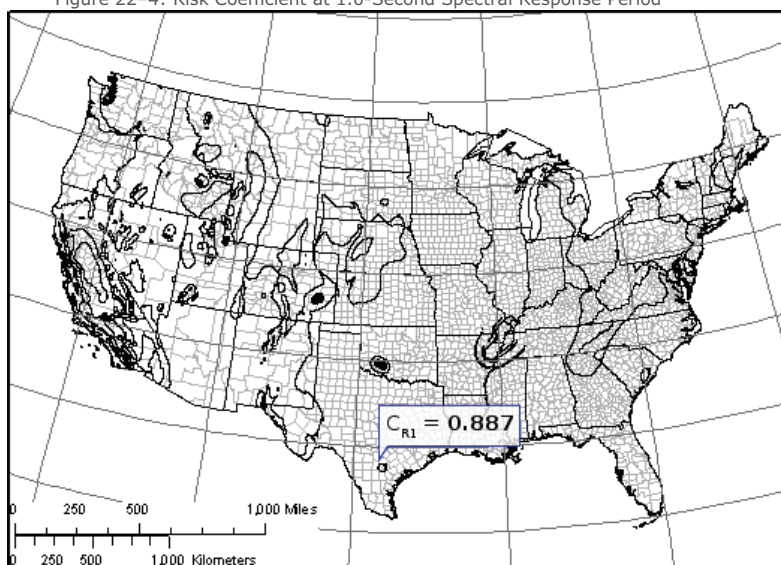 Figure 22–4: Risk Coefficient at 1.0-Second Spectral Response Period
C_R1 = 0.887
0 250 500 1,000 Miles
0 250 500 1,000 Kilometers